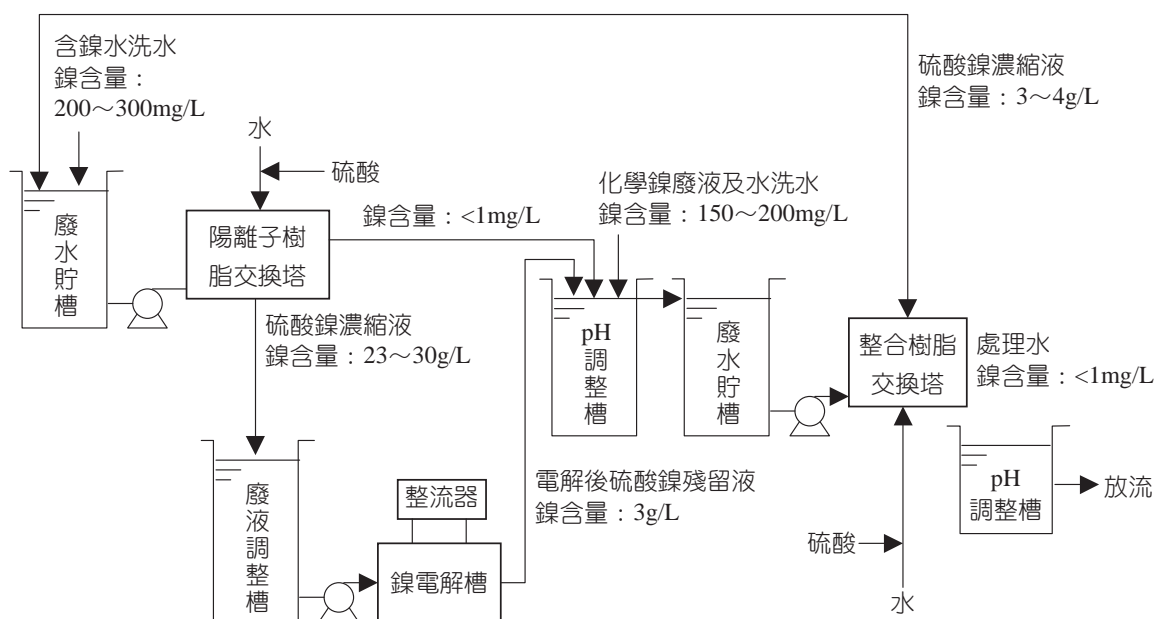 含鎳水洗水
鎳含量：
200～300mg/L
硫酸鎳濃縮液
鎳含量：3～4g/L
水
硫酸
化學鎳廢液及水洗水
鎳含量：150～200mg/L
鎳含量：<1mg/L
廢水貯槽
陽離子樹
脂交換塔
pH
調整槽
廢水貯槽
整合樹脂
交換塔
處理水
鎳含量：<1mg/L
硫酸鎳濃縮液
鎳含量：23～30g/L
廢液調整槽
整流器
鎳電解槽
電解後硫酸鎳殘留液
鎳含量：3g/L
pH
調整槽
放流
硫酸
水